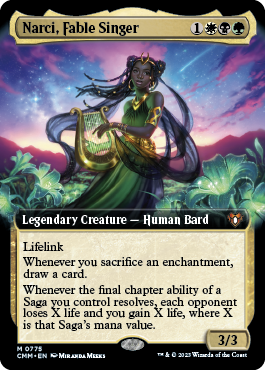 Narci, Fable Singer 1
Legendary Creature — Human Bard
Lifelink
Whenever you sacrifice an enchantment,
draw a card.
Whenever the final chapter ability of a
Saga you control resolves, each opponent
loses X life and you gain X life, where X
is that Saga's mana value.
3/3
M 0775
CMM • EN Miranda Meeks ™ & © 2023 Wizards of the Coast